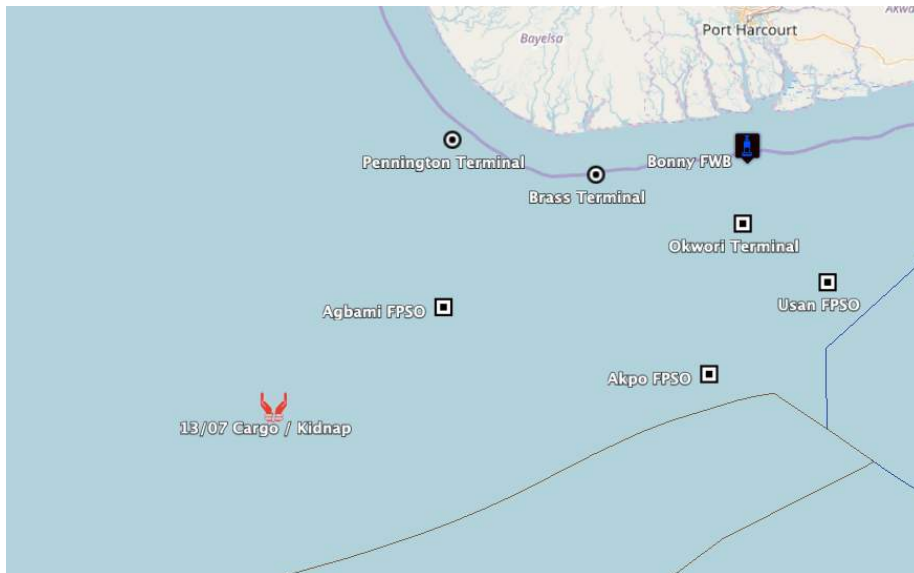 Akwa
Port Harcourt
Bayelsa
Pennington Terminal
Bonny FWB
Brass Terminal
Okwori Terminal
Usan FPSO
Agbami FPSO
Akpo FPSO
13/07 Cargo / Kidnap